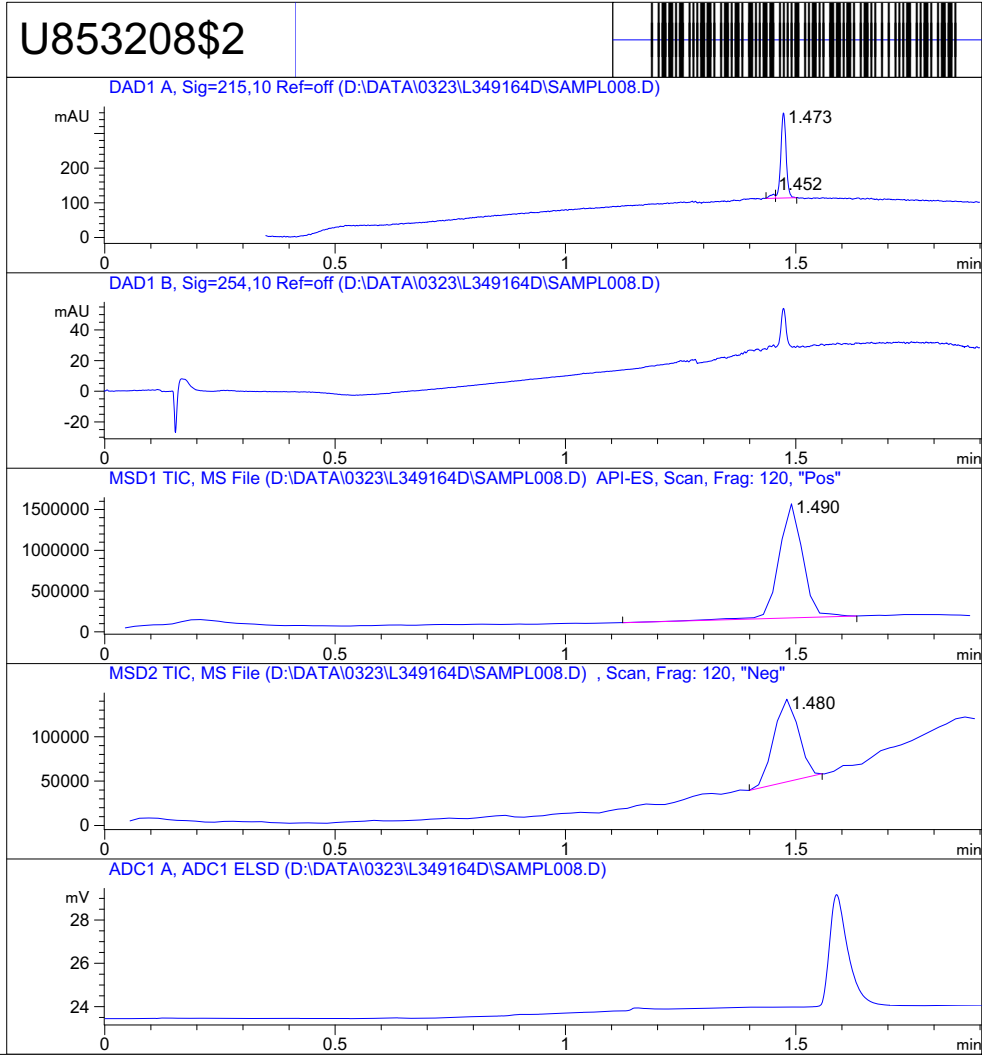 U853208$2
DAD1 A, Sig=215,10 Ref=off (D:\DATA\0323\L349164D\SAMPL008.D)
mAU
1.473
200
1.452
100
0
0 0.5 1 1.5 min
DAD1 B, Sig=254,10 Ref=off (D:\DATA\0323\L349164D\SAMPL008.D)
mAU
40
20
0
-20
0 0.5 1 1.5 min
MSD1 TIC, MS File (D:\DATA\0323\L349164D\SAMPL008.D) API-ES, Scan, Frag: 120, "Pos"
1500000
1.490
1000000
500000
0
0 0.5 1 1.5 min
MSD2 TIC, MS File (D:\DATA\0323\L349164D\SAMPL008.D) , Scan, Frag: 120, "Neg"
1.480
100000
50000
0
0 0.5 1 1.5 min
ADC1 A, ADC1 ELSD (D:\DATA\0323\L349164D\SAMPL008.D)
mV
28
26
24
0 0.5 1 1.5 min